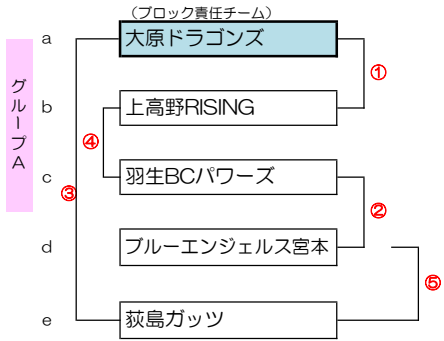 （ブロック責任チーム）
a 大原ドラゴンズ
①
グループA
b 上高野RISING
④
c 羽生BCパワーズ
③
②
d ブルーエンジェルス宮本
⑤
e 荻島ガッツ